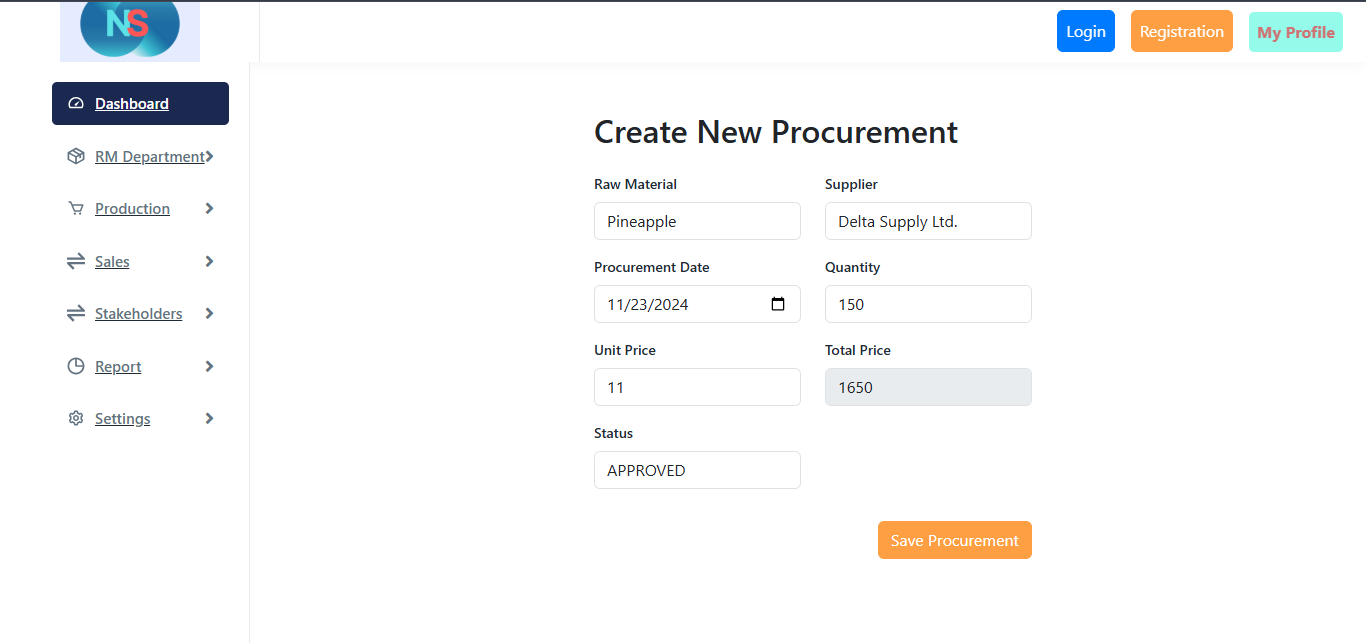 NS
Login
Registration
My Profile
Dashboard
RM Department
Production
Sales
Stakeholders
Report
Settings
Create New Procurement
Raw Material
Supplier
Pineapple
Delta Supply Ltd.
Procurement Date
Quantity
11/23/2024
150
Unit Price
Total Price
11
1650
Status
APPROVED
Save Procurement